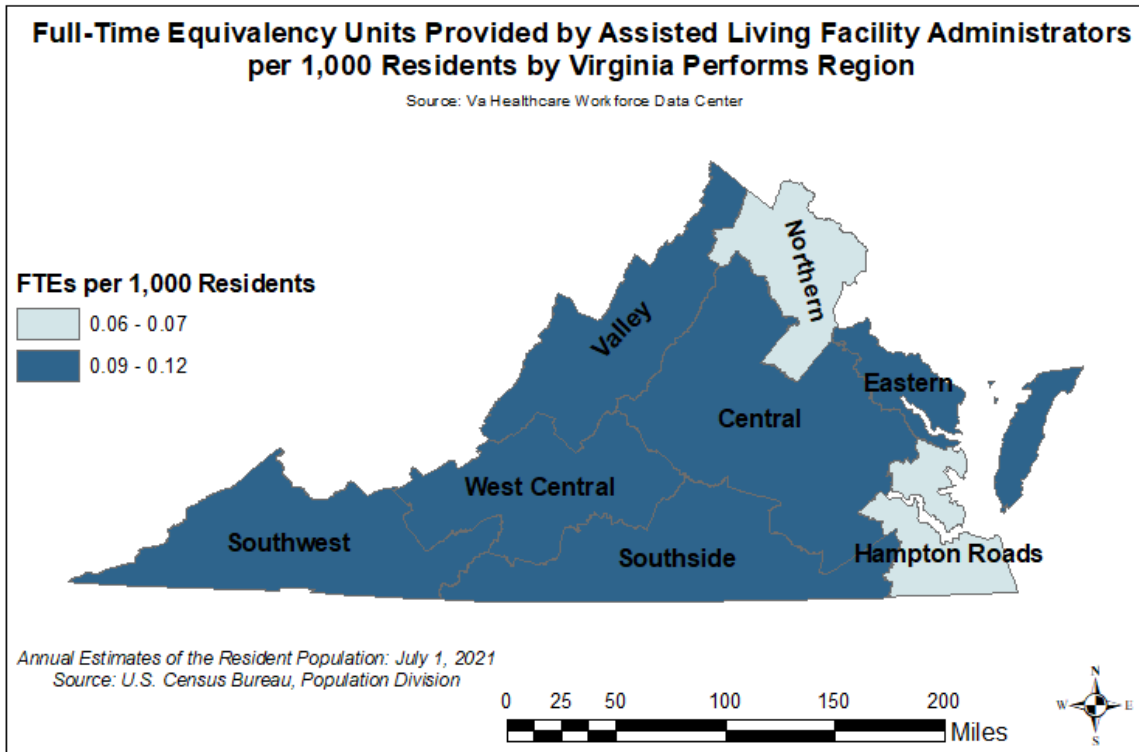 Full-Time Equivalency Units Provided by Assisted Living Facility Administrators
per 1,000 Residents by Virginia Performs Region
Source: Va Healthcare Workforce Data Center
Northern
FTEs per 1,000 Residents
0.06 - 0.07
0.09 - 0.12
Valley
Eastern
Central
West Central
Southwest
Southside
Hampton Roads
Annual Estimates of the Resident Population: July 1, 2021
Source: U.S. Census Bureau, Population Division
0 25 50 100 150 200
Miles
N
W E
S